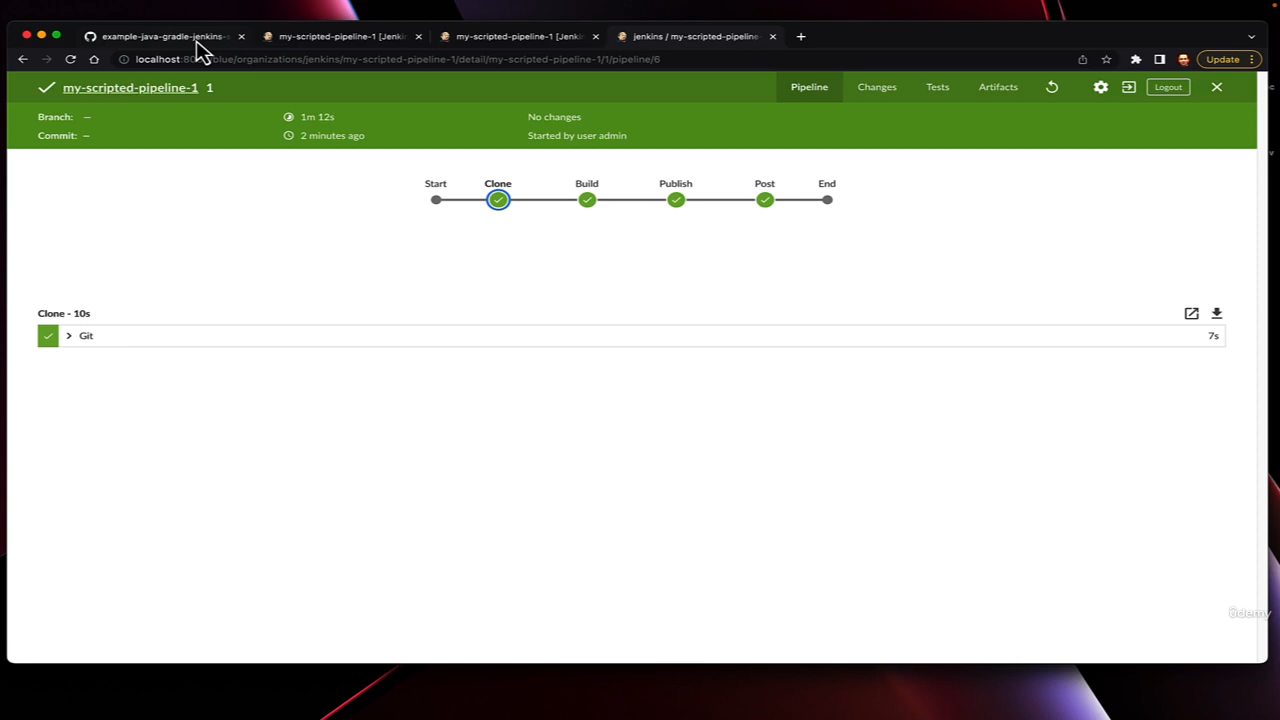 example-java-gradle-jenkins-s
my-scripted-pipeline-1 [Jenki
my-scripted-pipeline-1 [Jenki
jenkins / my-scripted-pipeline-
localhost:80 blue/organizations/jenkins/my-scripted-pipeline-1/detail/my-scripted-pipeline-1/1/pipeline/6
Update
my-scripted-pipeline-1 1
Pipeline
Changes
Tests
Artifacts
Logout
Branch: —
1m 12s
No changes
Commit: —
2 minutes ago
Started by user admin
Start
Clone
Build
Publish
Post
End
Clone - 10s
Git
7s
ûdemy